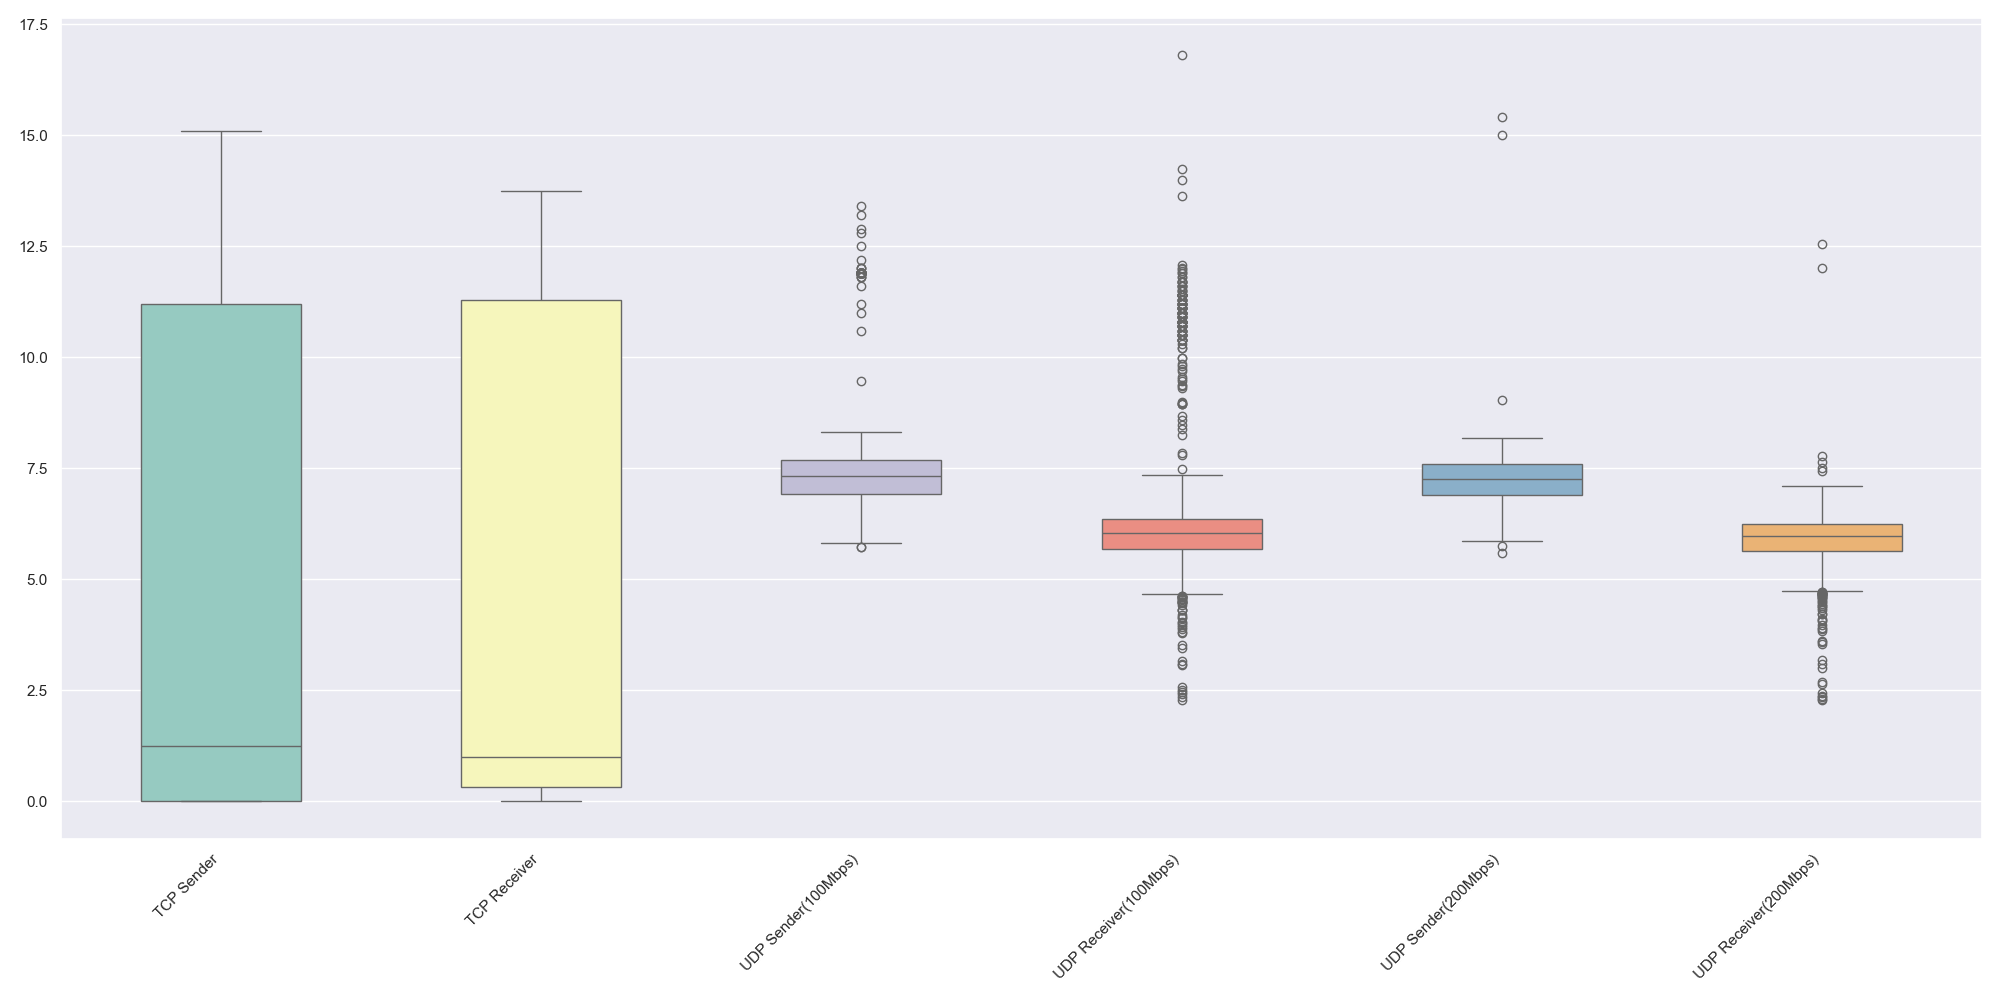 17.5
15.0
12.5
10.0
7.5
5.0
2.5
0.0
TCP Sender
TCP Receiver
UDP Sender(100Mbps)
UDP Receiver(100Mbps)
UDP Sender(200Mbps)
UDP Receiver(200Mbps)